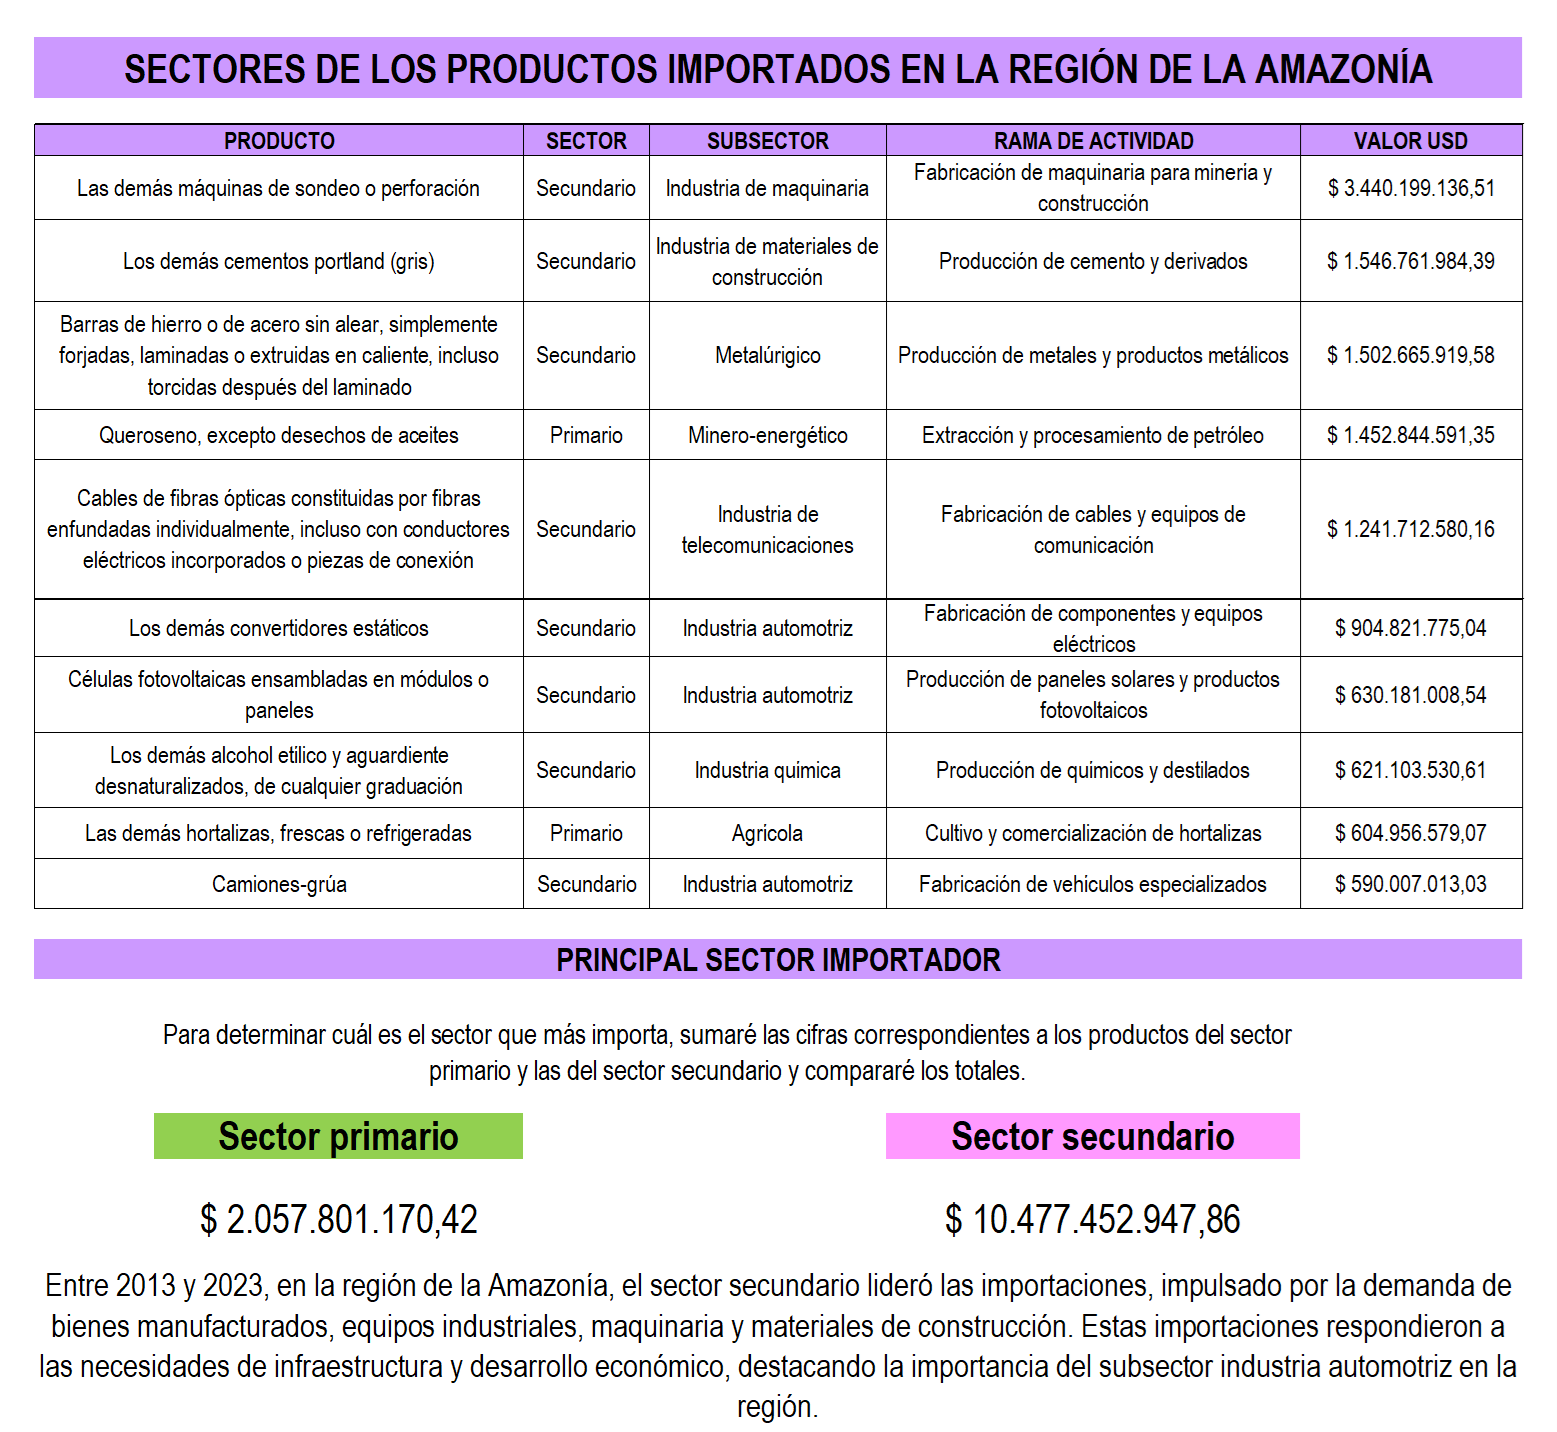 SECTORES DE LOS PRODUCTOS IMPORTADOS EN LA REGIÓN DE LA AMAZONÍA
PRODUCTO SECTOR SUBSECTOR RAMA DE ACTIVIDAD VALOR USD
Las demás máquinas de sondeo o perforación Secundario Industria de maquinaria Fabricación de maquinaria para minería y
construcción $ 3.440.199.136,51
Los demás cementos portland (gris) Secundario Industria de materiales de
construcción Producción de cemento y derivados $ 1.546.761.984,39
Barras de hierro o de acero sin alear, simplemente
forjadas, laminadas o extruidas en caliente, incluso
torcidas después del laminado Secundario Metalúrigico Producción de metales y productos metálicos $ 1.502.665.919,58
Queroseno, excepto desechos de aceites Primario Minero-energético Extracción y procesamiento de petróleo $ 1.452.844.591,35
Cables de fibras ópticas constituidas por fibras
enfundadas individualmente, incluso con conductores
eléctricos incorporados o piezas de conexión Secundario Industria de
telecomunicaciones Fabricación de cables y equipos de
comunicación $ 1.241.712.580,16
Los demás convertidores estáticos Secundario Industria automotriz Fabricación de componentes y equipos
eléctricos $ 904.821.775,04
Células fotovoltaicas ensambladas en módulos o
paneles Secundario Industria automotriz Producción de paneles solares y productos
fotovoltaicos $ 630.181.008,54
Los demás alcohol etílico y aguardiente
desnaturalizados, de cualquier graduación Secundario Industria química Producción de químicos y destilados $ 621.103.530,61
Las demás hortalizas, frescas o refrigeradas Primario Agrícola Cultivo y comercialización de hortalizas $ 604.956.579,07
Camiones-grúa Secundario Industria automotriz Fabricación de vehículos especializados $ 590.007.013,03
PRINCIPAL SECTOR IMPORTADOR
Para determinar cuál es el sector que más importa, sumaré las cifras correspondientes a los productos del sector
primario y las del sector secundario y compararé los totales.
Sector primario Sector secundario
$ 2.057.801.170,42 $ 10.477.452.947,86
Entre 2013 y 2023, en la región de la Amazonía, el sector secundario lideró las importaciones, impulsado por la demanda de
bienes manufacturados, equipos industriales, maquinaria y materiales de construcción. Estas importaciones respondieron a
las necesidades de infraestructura y desarrollo económico, destacando la importancia del subsector industria automotriz en la
región.